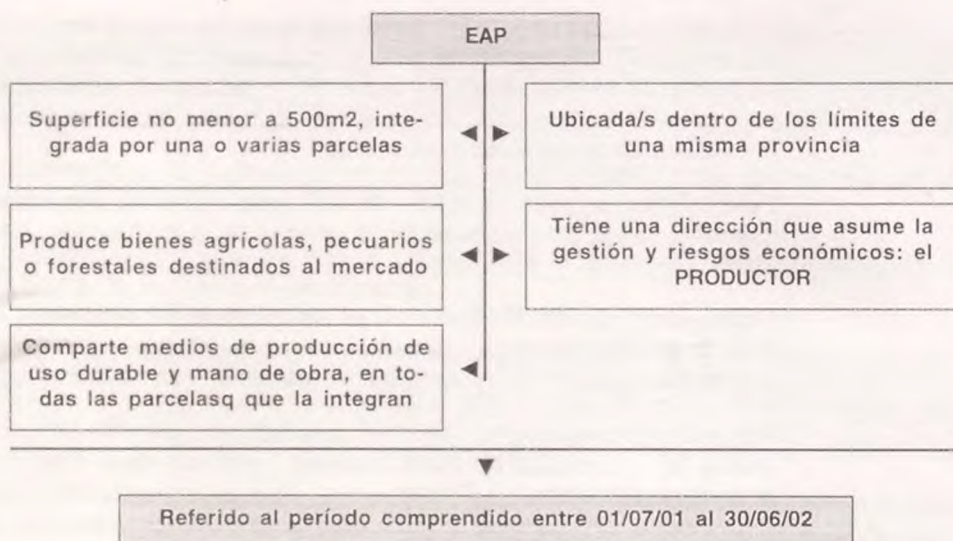 EAP
Superficie no menor a 500m2, inte-
grada por una o varias parcelas
Ubicada/s dentro de los límites de
una misma provincia
Produce bienes agrícolas, pecuarios
o forestales destinados al mercado
Tiene una dirección que asume la
gestión y riesgos económicos: el
PRODUCTOR
Comparte medios de producción de
uso durable y mano de obra, en to-
das las parcelasq que la integran
Referido al período comprendido entre 01/07/01 al 30/06/02